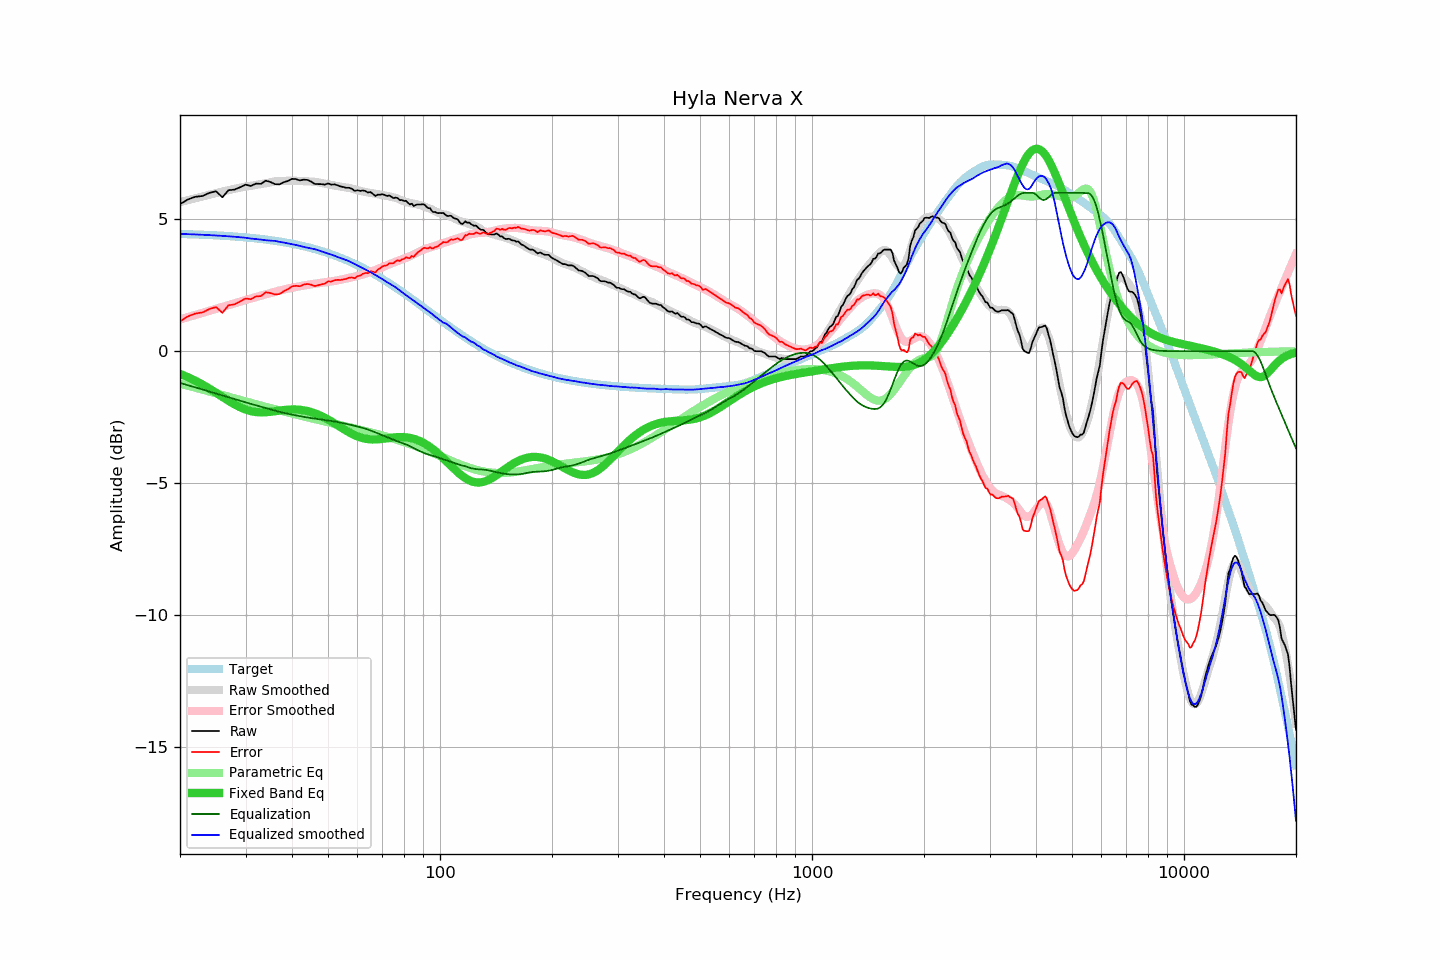 Hyla Nerva X
Amplitude (dBr)
5
0
−5
−10
−15
Target
Raw Smoothed
Error Smoothed
Raw
Error
Parametric Eq
Fixed Band Eq
Equalization
Equalized smoothed
100
1000
10000
Frequency (Hz)